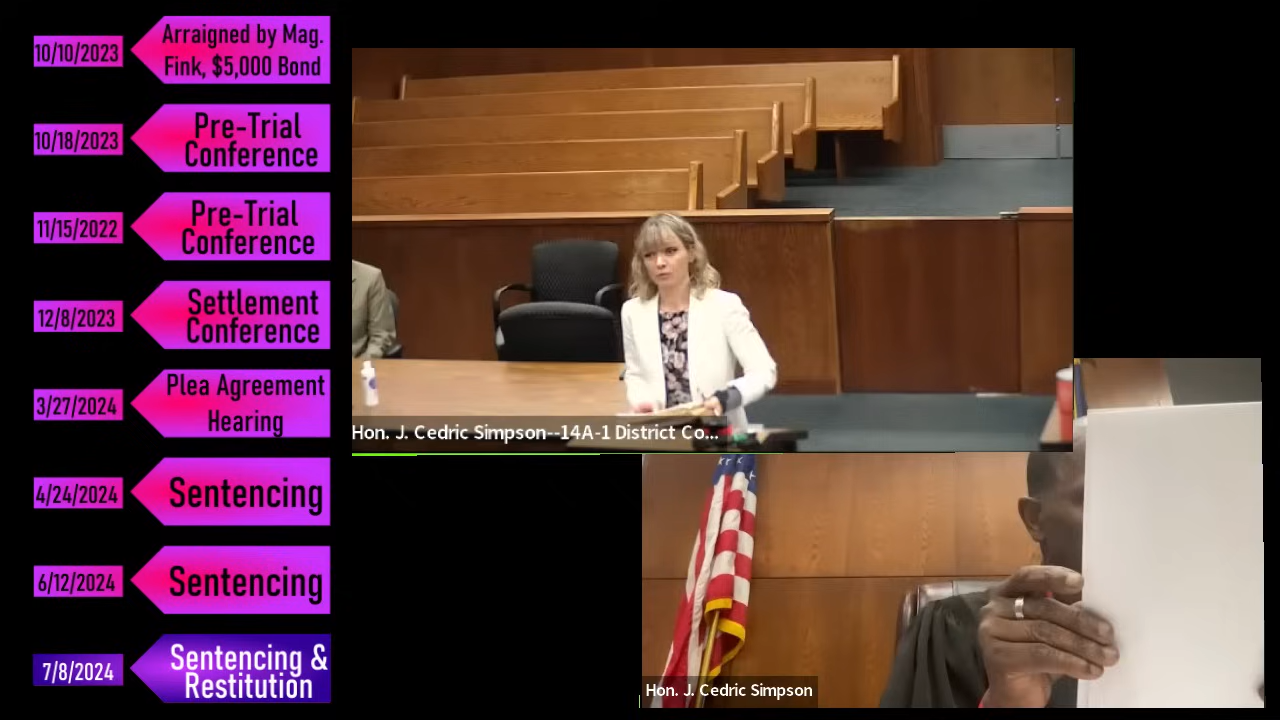 10/10/2023
Arraigned by Mag.
Fink, $5,000 Bond
10/18/2023
Pre-Trial
Conference
11/15/2022
Pre-Trial
Conference
12/8/2023
Settlement
Conference
3/27/2024
Plea Agreement
Hearing
4/24/2024
Sentencing
6/12/2024
Sentencing
7/8/2024
Sentencing &
Restitution
Hon. J. Cedric Simpson--14A-1 District Co...
Hon. J. Cedric Simpson